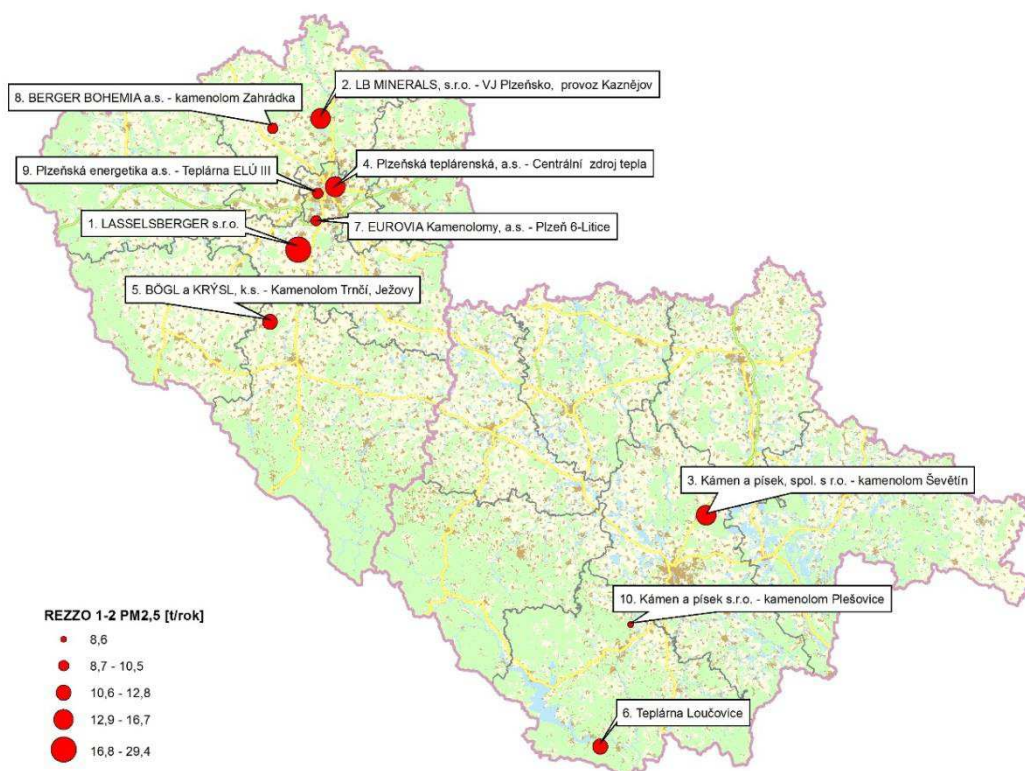 2. LB MINERALS, s.r.o. - VJ Plzeňsko, provoz Kaznějov
8. BERGER BOHEMIA a.s. - kamenolom Zahrádka
4. Plzeňská teplárenská, a.s. - Centrální zdroj tepla
9. Plzeňská energetika a.s. - Teplárna ELÚ III
1. LASSELSBERGER s.r.o.
7. EUROVIA Kamenolomy, a.s. - Plzeň 6-Litice
5. BÖGL a KRÝSL, k.s. - Kamenolom Trnčí, Ježovy
3. Kámen a písek, spol. s r.o. - kamenolom Ševětín
10. Kámen a písek s.r.o. - kamenolom Plešovice
6. Teplárna Loučovice
REZZO 1-2 PM2,5 [t/rok]
8,6
8,7 - 10,5
10,6 - 12,8
12,9 - 16,7
16,8 - 29,4